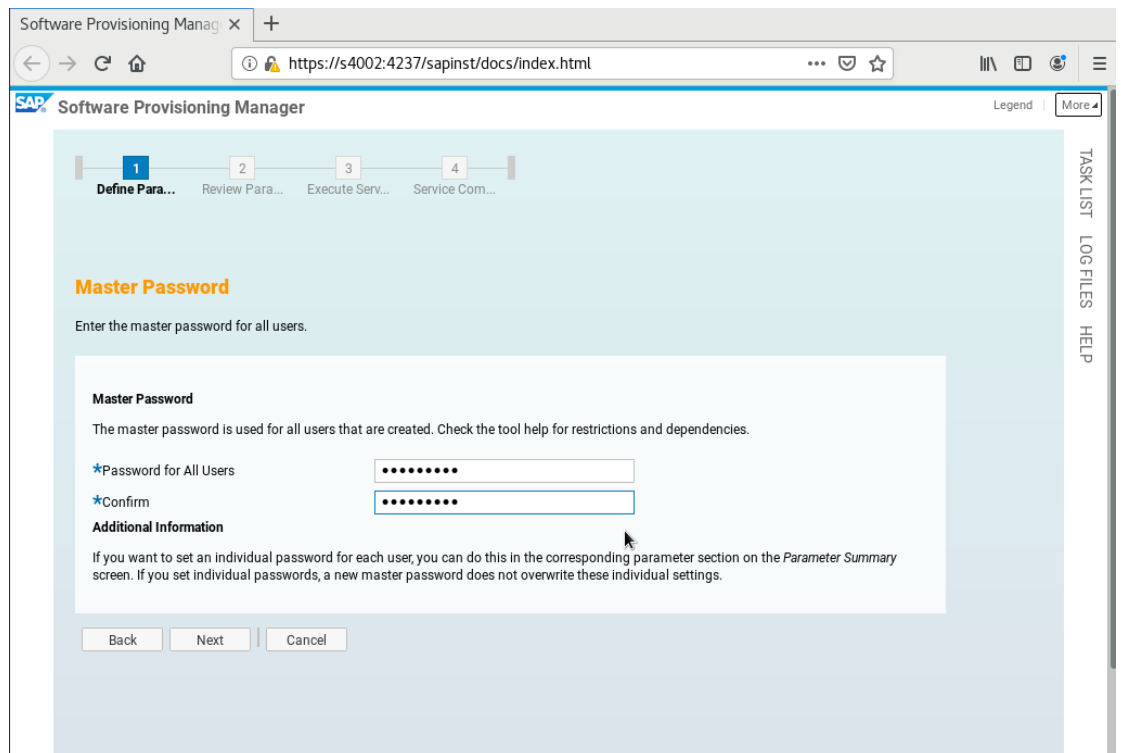 Software Provisioning Manag
https://s4002:4237/sapinst/docs/index.html
SAP Software Provisioning Manager
Legend
More
1
2
3
4
Define Para...
Review Para...
Execute Serv...
Service Com...
TASK LIST
LOG FILES
HELP
Master Password
Enter the master password for all users.
Master Password
The master password is used for all users that are created. Check the tool help for restrictions and dependencies.
*Password for All Users •••••••••
*Confirm •••••••••
Additional Information
If you want to set an individual password for each user, you can do this in the corresponding parameter section on the Parameter Summary
screen. If you set individual passwords, a new master password does not overwrite these individual settings.
Back
Next
Cancel